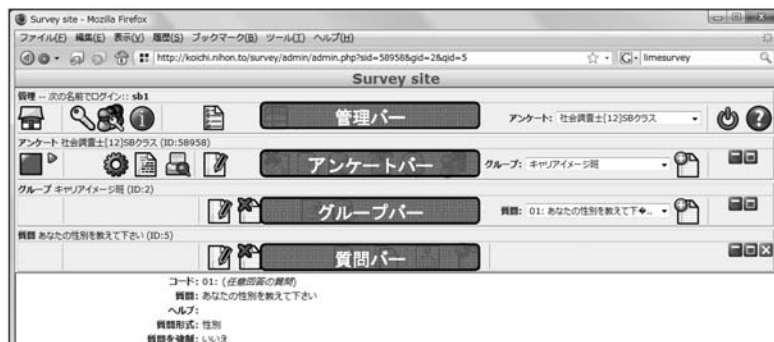 Survey site - Mozilla Firefox
ファイル(F) 編集(E) 表示(V) 履歴(S) ブックマーク(B) ツール(T) ヘルプ(H)
http://koichi.nihon.to/survey/admin/admin.php?sid=58958&gid=2&qid=5 limesurvey
Survey site
管理 -- 次の名前でログイン:: sb1
管理バー アンケート: 社会調査士[12]SBクラス
アンケート 社会調査士[12]SBクラス (ID:58958)
アンケートバー グループ: キャリアイメージ班
グループ キャリアイメージ班 (ID:2)
グループバー 質問: 01: あなたの性別を教えて下�..
質問 あなたの性別を教えて下さい (ID:5)
質問バー
コード: 01: (任意回答の質問)
質問: あなたの性別を教えて下さい
ヘルプ:
質問形式: 性別
質問を強制: いいえ